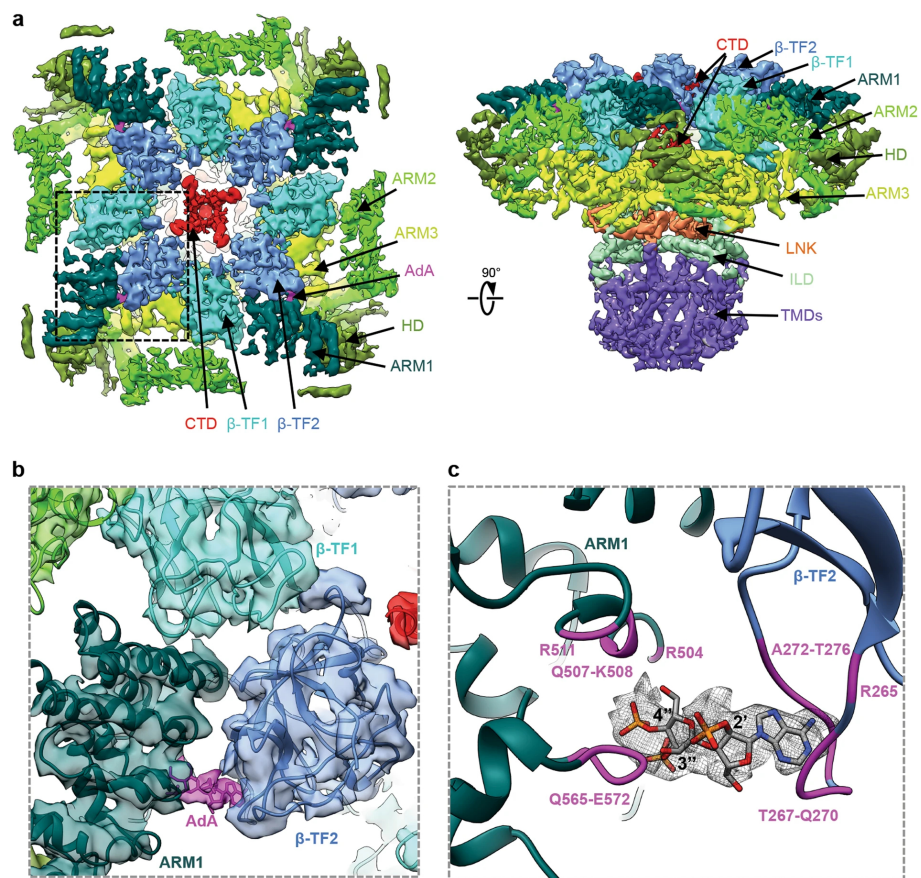 a
CTD
β-TF2
β-TF1
ARM1
ARM2
HD
ARM3
LNK
ILD
TMDs
90°
ARM2
ARM3
AdA
HD
ARM1
CTD β-TF1 β-TF2
b
β-TF1
AdA
β-TF2
ARM1
c
ARM1
β-TF2
R511
R504
Q507-K508
A272-T276
R265
4''
2'
3''
Q565-E572
T267-Q270